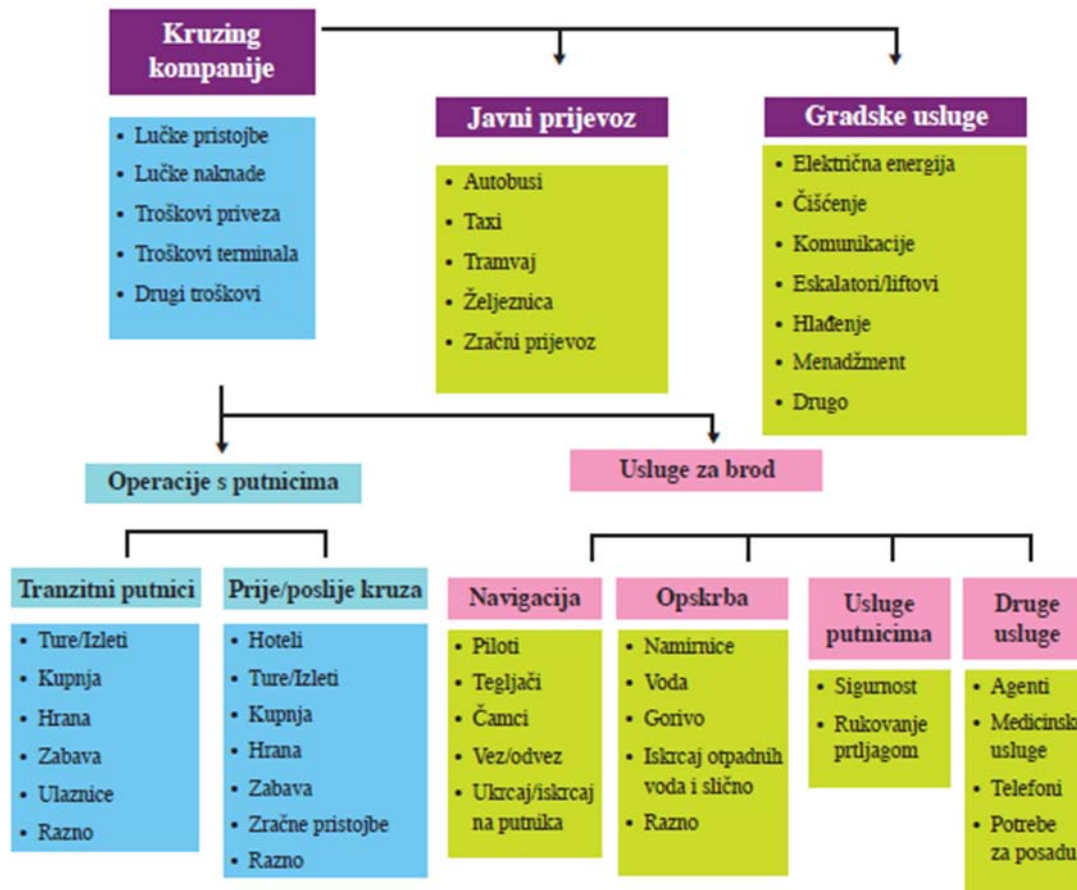 Kruzing
kompanije
• Lučke pristojbe
• Lučke naknade
• Troškovi priveza
• Troškovi terminala
• Drugi troškovi
Javni prijevoz
• Autobusi
• Taxi
• Tramvaj
• Željeznica
• Zračni prijevoz
Gradske usluge
• Električna energija
• Čišćenje
• Komunikacije
• Eskalatori/liftovi
• Hlađenje
• Menadžment
• Drugo
Operacije s putnicima
Usluge za brod
Tranzitni putnici
• Ture/Izleti
• Kupnja
• Hrana
• Zabava
• Ulaznice
• Razno
Prije/poslije kruza
• Hoteli
• Ture/Izleti
• Kupnja
• Hrana
• Zabava
• Zračne pristojbe
• Razno
Navigacija
• Piloti
• Tegljači
• Čamci
• Vez/odvez
• Ukrcaj/iskrcaj
na putnika
Opskrba
• Namirnice
• Voda
• Gorivo
• Iskrcaj otpadnih
voda i slično
• Razno
Usluge
putnicima
• Sigurnost
• Rukovanje
prtljagom
Druge
usluge
• Agenti
• Medicinsk
usluge
• Telefoni
• Potrebe
za posadu